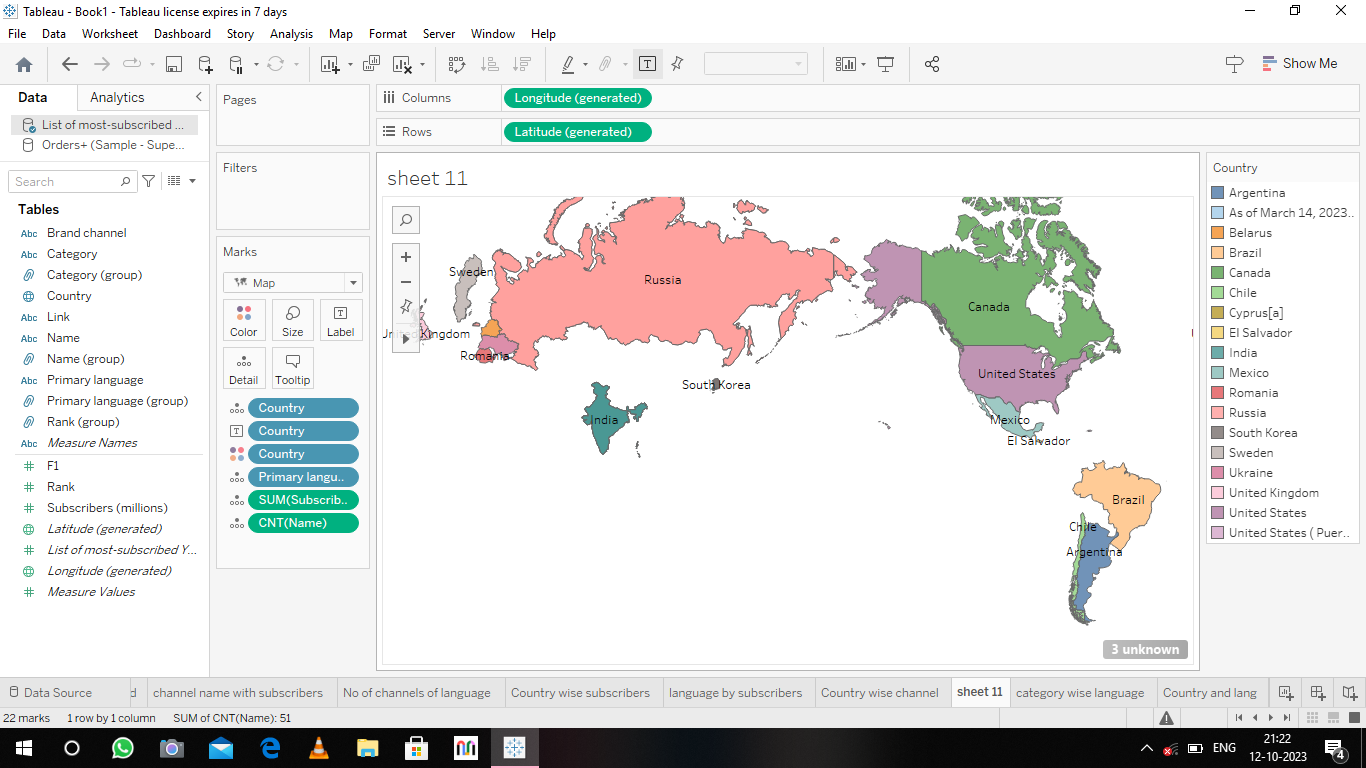 Tableau - Book1 - Tableau license expires in 7 days
File Data Worksheet Dashboard Story Analysis Map Format Server Window Help
Show Me
Data Analytics
List of most-subscribed ...
Orders+ (Sample - Supe...
Search
Tables
Abc Brand channel
Abc Category
Category (group)
Country
Abc Link
Abc Name
Name (group)
Abc Primary language
Primary language (group)
Rank (group)
Abc Measure Names
F1
Rank
Subscribers (millions)
Latitude (generated)
List of most-subscribed Y...
Longitude (generated)
Measure Values
Pages
Filters
Marks
Map
Color Size Label
Detail Tooltip
Country
Country
Country
Primary langu..
SUM(Subscrib..
CNT(Name)
Columns Longitude (generated)
Rows Latitude (generated)
sheet 11
Sweden
Russia
Canada
Kingdom
Romania
United States
South Korea
India
Mexico
El Salvador
Brazil
Chile
Argentina
3 unknown
Country
Argentina
As of March 14, 2023..
Belarus
Brazil
Canada
Chile
Cyprus[a]
El Salvador
India
Mexico
Romania
Russia
South Korea
Sweden
Ukraine
United Kingdom
United States
United States ( Puer..
Data Source d channel name with subscribers No of channels of language Country wise subscribers language by subscribers Country wise channel sheet 11 category wise language Country and lang
22 marks 1 row by 1 column SUM of CNT(Name): 51
ENG
21:22
12-10-2023
4